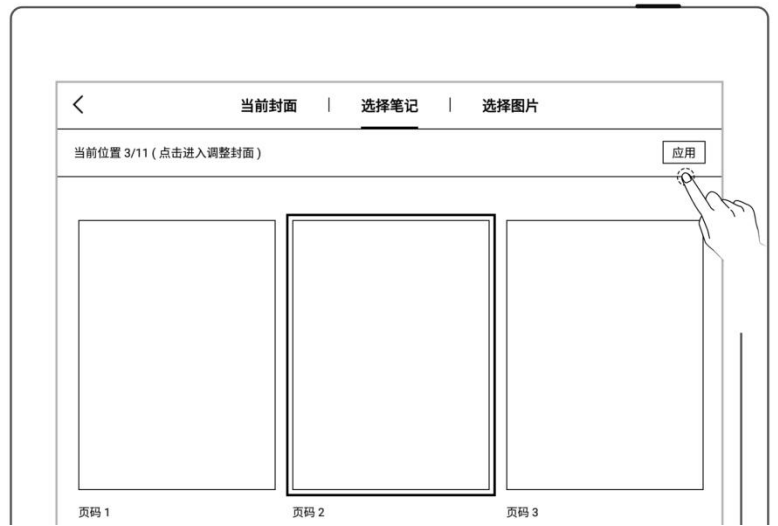 当前封面 | 选择笔记 | 选择图片
当前位置 3/11 ( 点击进入调整封面 )
应用
页码 1
页码 2
页码 3